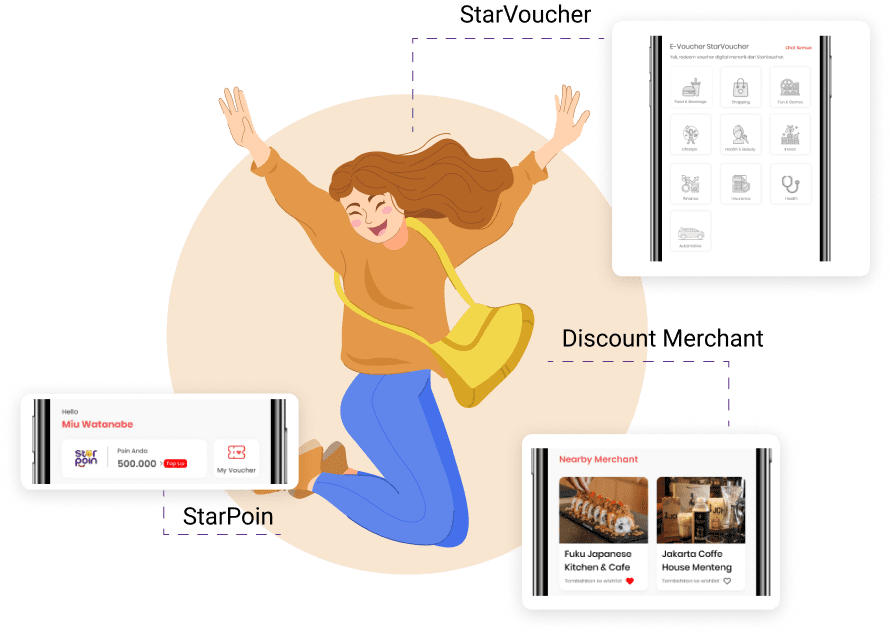 StarVoucher
E-Voucher StarVoucher
Lihat Semua
Yuk, redeem voucher digital menarik dari StarVoucher.
Food & Beverage
Shopping
Fun & Games
Lifestyle
Health & Beauty
Invest
Finance
Insurance
Health
Automotive
Discount Merchant
Hello
Miu Watanabe
Star
Poin
Poin Anda
500.000
Top Up
My Voucher
StarPoin
Nearby Merchant
Fuku Japanese
Kitchen & Cafe
Tambahkan ke wishlist
Jakarta Coffe
House Menteng
Tambahkan ke wishlist